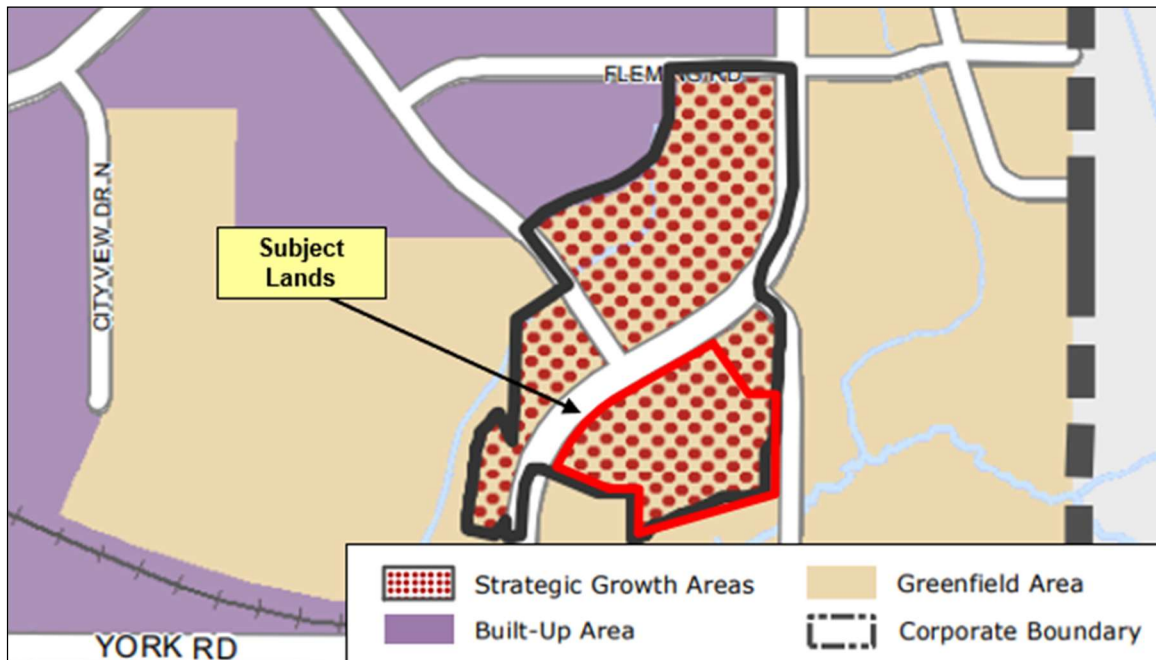 FLEMING RD
CITYVIEW DR N
Subject
Lands
Strategic Growth Areas
Greenfield Area
Built-Up Area
Corporate Boundary
YORK RD